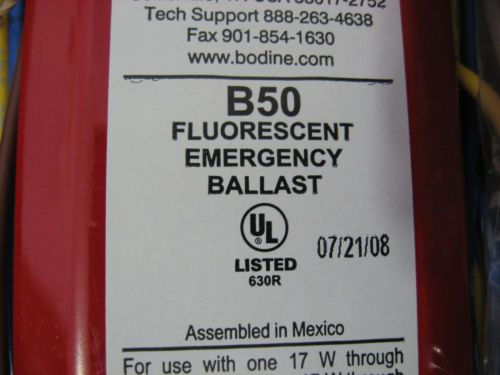 Tech Support 888-263-4638
Fax 901-854-1630
www.bodine.com
B50
FLUORESCENT
EMERGENCY
BALLAST
UL
®
07/21/08
LISTED
630R
Assembled in Mexico
For use with one 17 W through